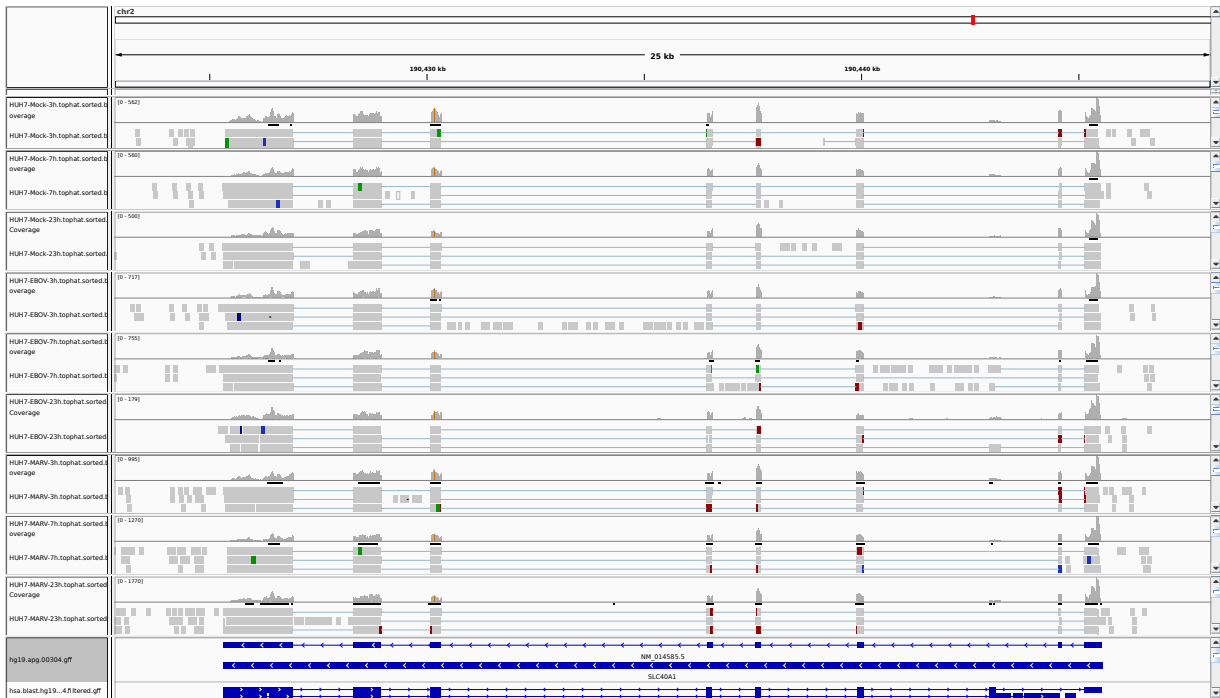 chr2
25 kb
190,430 kb
190,440 kb
HUH7-Mock-3h.tophat.sorted.b
overage
[0 - 562]
HUH7-Mock-3h.tophat.sorted.b
HUH7-Mock-7h.tophat.sorted.b
overage
[0 - 560]
HUH7-Mock-7h.tophat.sorted.b
HUH7-Mock-23h.tophat.sorted.
Coverage
[0 - 500]
HUH7-Mock-23h.tophat.sorted.
HUH7-EBOV-3h.tophat.sorted.b
overage
[0 - 717]
HUH7-EBOV-3h.tophat.sorted.b
HUH7-EBOV-7h.tophat.sorted.b
overage
[0 - 755]
HUH7-EBOV-7h.tophat.sorted.b
HUH7-EBOV-23h.tophat.sorted
Coverage
[0 - 179]
HUH7-EBOV-23h.tophat.sorted
HUH7-MARV-3h.tophat.sorted.b
overage
[0 - 995]
HUH7-MARV-3h.tophat.sorted.b
HUH7-MARV-7h.tophat.sorted.b
overage
[0 - 1270]
HUH7-MARV-7h.tophat.sorted.b
HUH7-MARV-23h.tophat.sorted
Coverage
[0 - 1770]
HUH7-MARV-23h.tophat.sorted
hg19.apg.00304.gff
NM_014585.5
SLC40A1
hsa.blast.hg19...4.filtered.gff